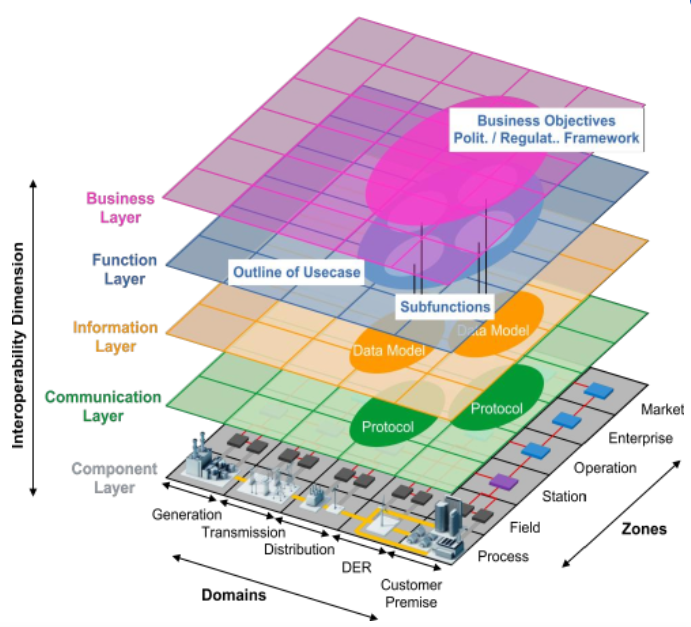 Business Objectives
Polit. / Regulat.. Framework
Business
Layer
Function
Layer
Outline of Usecase
Subfunctions
Information
Layer
Data Model
Data Model
Communication
Layer
Protocol
Protocol
Component
Layer
Interoperability Dimension
Generation
Transmission
Distribution
DER
Customer
Premise
Domains
Market
Enterprise
Operation
Station
Field
Process
Zones